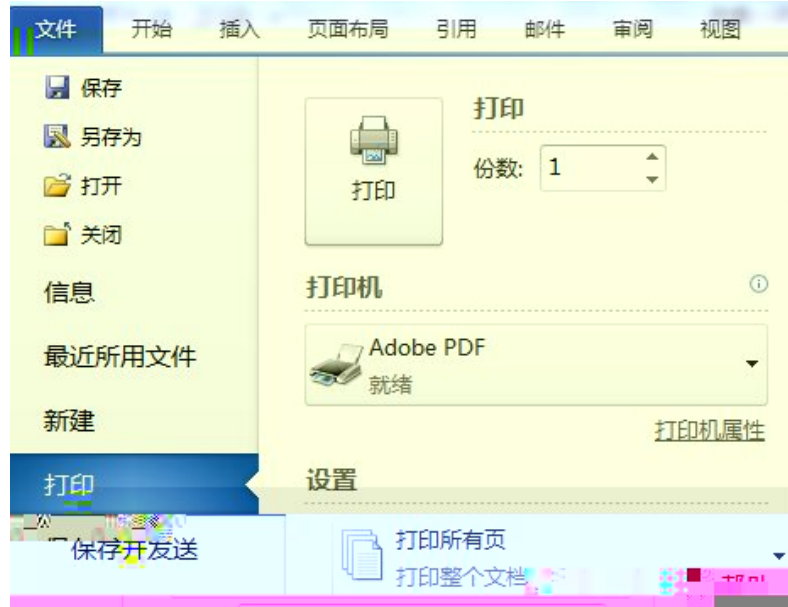 文件 开始 插入 页面布局 引用 邮件 审阅 视图
保存
另存为
打开
关闭
信息
最近所用文件
新建
打印
保存并发送
打印
打印
份数: 1
打印机
Adobe PDF
就绪
打印机属性
设置
打印所有页
打印整个文档